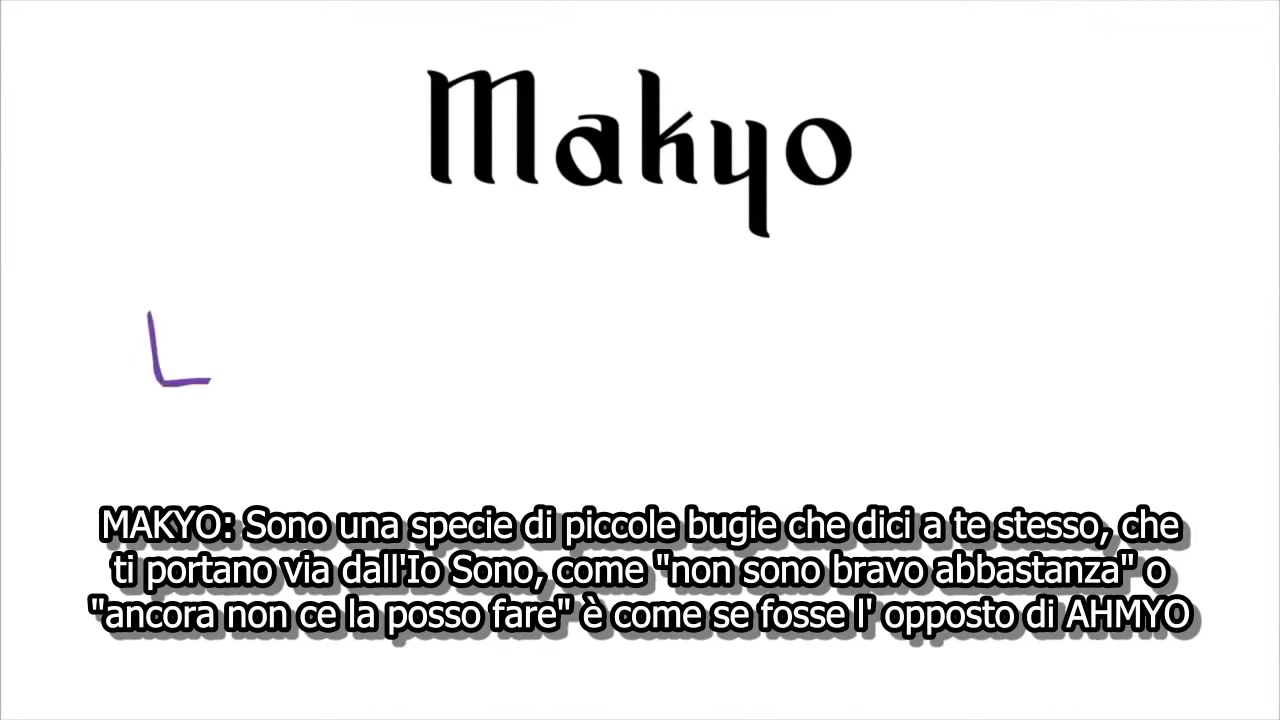 Makyo
L
MAKYO: Sono una specie di piccole bugie che dici a te stesso, che
ti portano via dall'Io Sono, come "non sono bravo abbastanza" o
"ancora non ce la posso fare" è come se fosse l' opposto di AHMYO